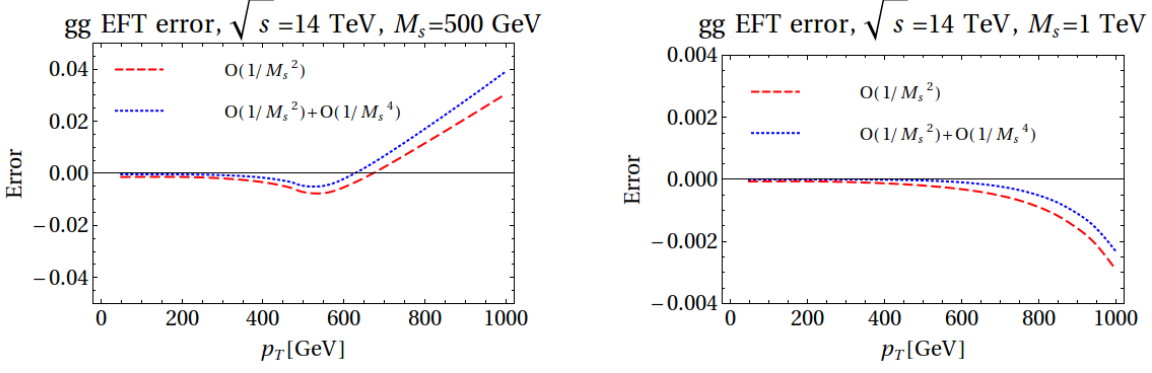 gg EFT error, √s =14 TeV, Mₛ=500 GeV
0.04
0.02
0.00
−0.02
−0.04
Error
O(1/Mₛ²)
O(1/Mₛ²)+O(1/Mₛ⁴)
0 200 400 600 800 1000
p_T[GeV]
gg EFT error, √s =14 TeV, Mₛ=1 TeV
0.004
0.002
0.000
−0.002
−0.004
Error
O(1/Mₛ²)
O(1/Mₛ²)+O(1/Mₛ⁴)
0 200 400 600 800 1000
p_T[GeV]